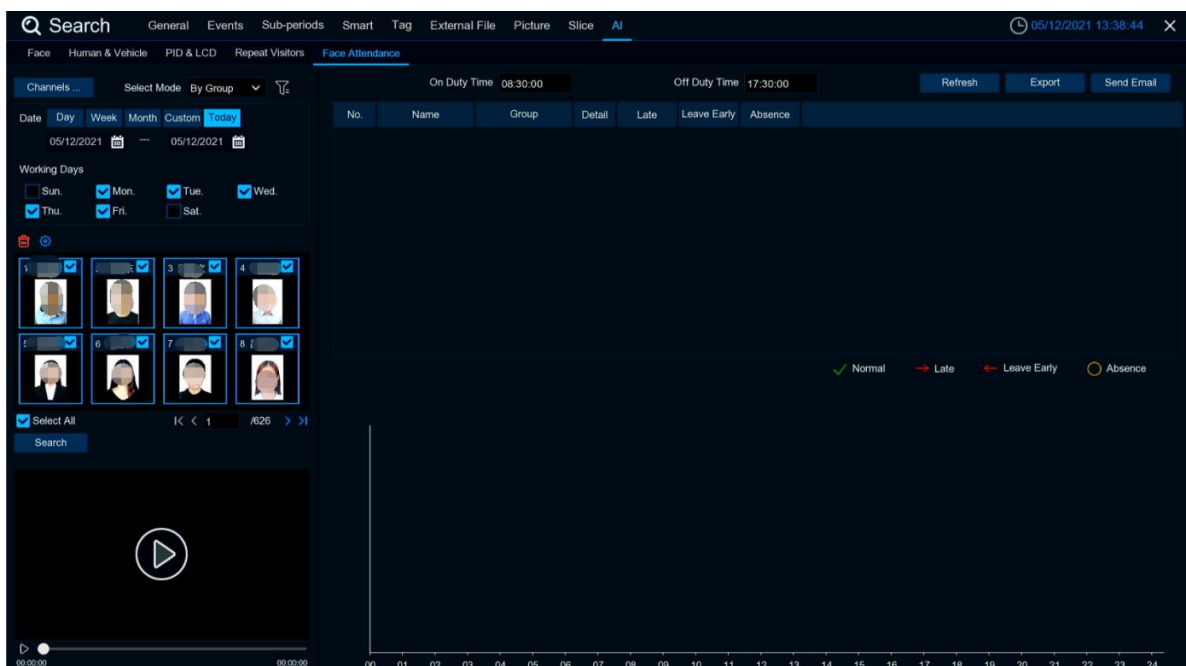 Search General Events Sub-periods Smart Tag External File Picture Slice AI 05/12/2021 13:38:44
Face Human & Vehicle PID & LCD Repeat Visitors Face Attendance
Channels ... Select Mode By Group On Duty Time 08:30:00 Off Duty Time 17:30:00 Refresh Export Send Email
Date Day Week Month Custom Today No. Name Group Detail Late Leave Early Absence
05/12/2021 --- 05/12/2021
Working Days
Sun. Mon. Tue. Wed.
Thu. Fri. Sat.
3 4
6 7 8
Normal Late Leave Early Absence
Select All 1 /626
Search
00:00:00 00:00:00 00 01 02 03 04 05 06 07 08 09 10 11 12 13 14 15 16 17 18 19 20 21 22 23 24